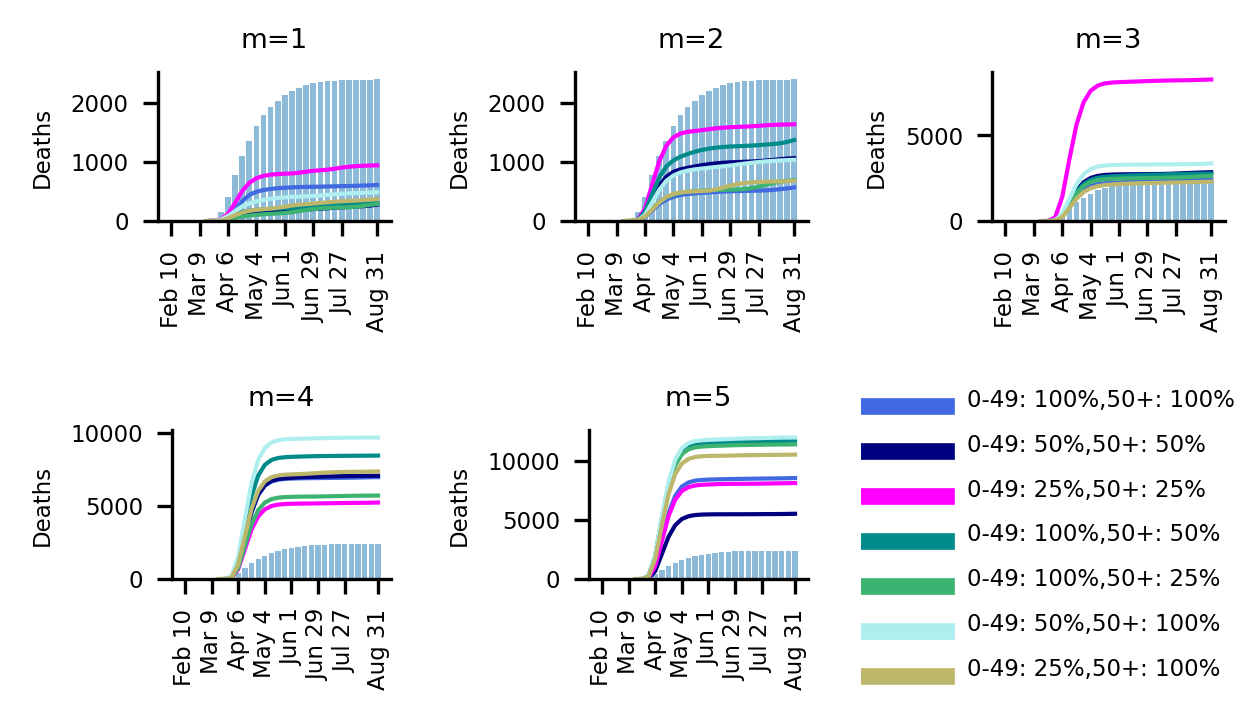 m=1
Deaths
2000
1000
0
Feb 10
Mar 9
Apr 6
May 4
Jun 1
Jun 29
Jul 27
Aug 31
m=2
Deaths
2000
1000
0
Feb 10
Mar 9
Apr 6
May 4
Jun 1
Jun 29
Jul 27
Aug 31
m=3
Deaths
5000
0
Feb 10
Mar 9
Apr 6
May 4
Jun 1
Jun 29
Jul 27
Aug 31
m=4
Deaths
10000
5000
0
Feb 10
Mar 9
Apr 6
May 4
Jun 1
Jun 29
Jul 27
Aug 31
m=5
Deaths
10000
5000
0
Feb 10
Mar 9
Apr 6
May 4
Jun 1
Jun 29
Jul 27
Aug 31
0-49: 100%,50+: 100%
0-49: 50%,50+: 50%
0-49: 25%,50+: 25%
0-49: 100%,50+: 50%
0-49: 100%,50+: 25%
0-49: 50%,50+: 100%
0-49: 25%,50+: 100%